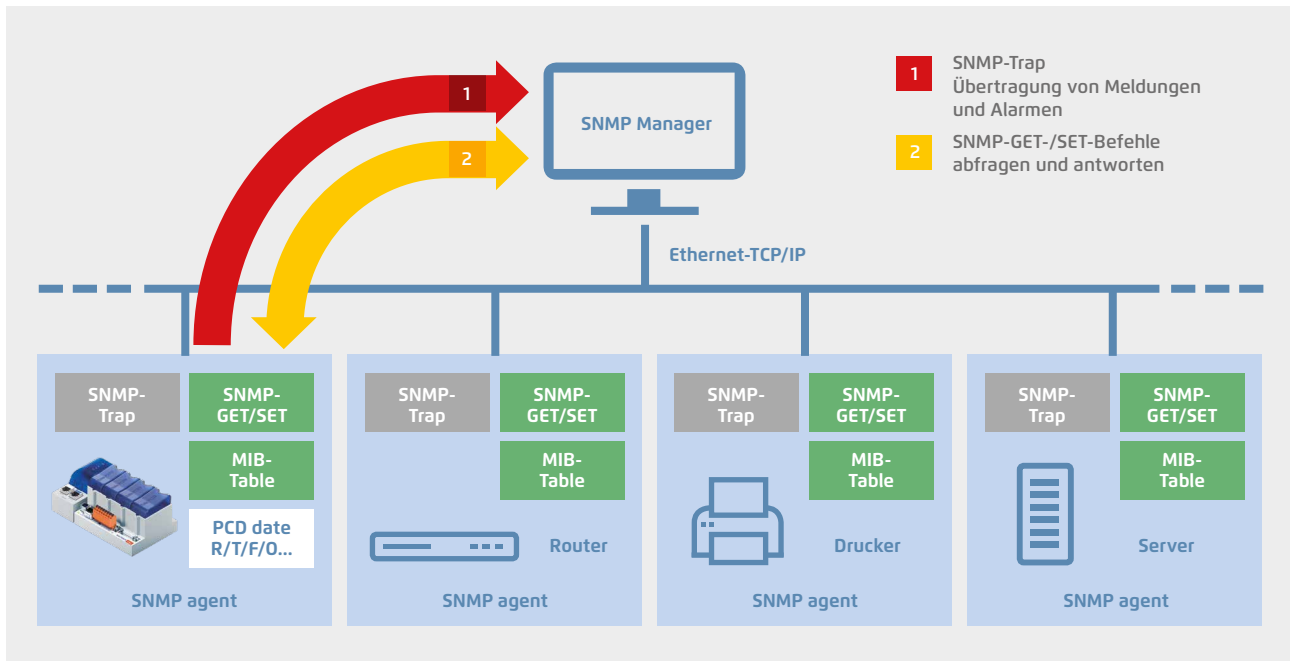 1
2
SNMP Manager
1
SNMP-Trap
Übertragung von Meldungen
und Alarmen
2
SNMP-GET-/SET-Befehle
abfragen und antworten
Ethernet-TCP/IP
SNMP-
Trap
SNMP-
GET/SET
MIB-
Table
PCD date
R/T/F/O...
SNMP agent
SNMP-
Trap
SNMP-
GET/SET
MIB-
Table
Router
SNMP agent
SNMP-
Trap
SNMP-
GET/SET
MIB-
Table
Drucker
SNMP agent
SNMP-
Trap
SNMP-
GET/SET
MIB-
Table
Server
SNMP agent